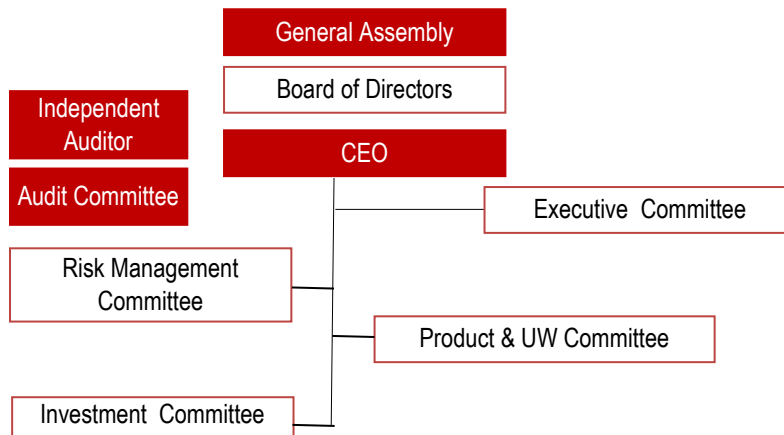 General Assembly
Board of Directors
Independent
Auditor
CEO
Audit Committee
Executive  Committee
Risk Management
Committee
Product & UW Committee
Investment  Committee